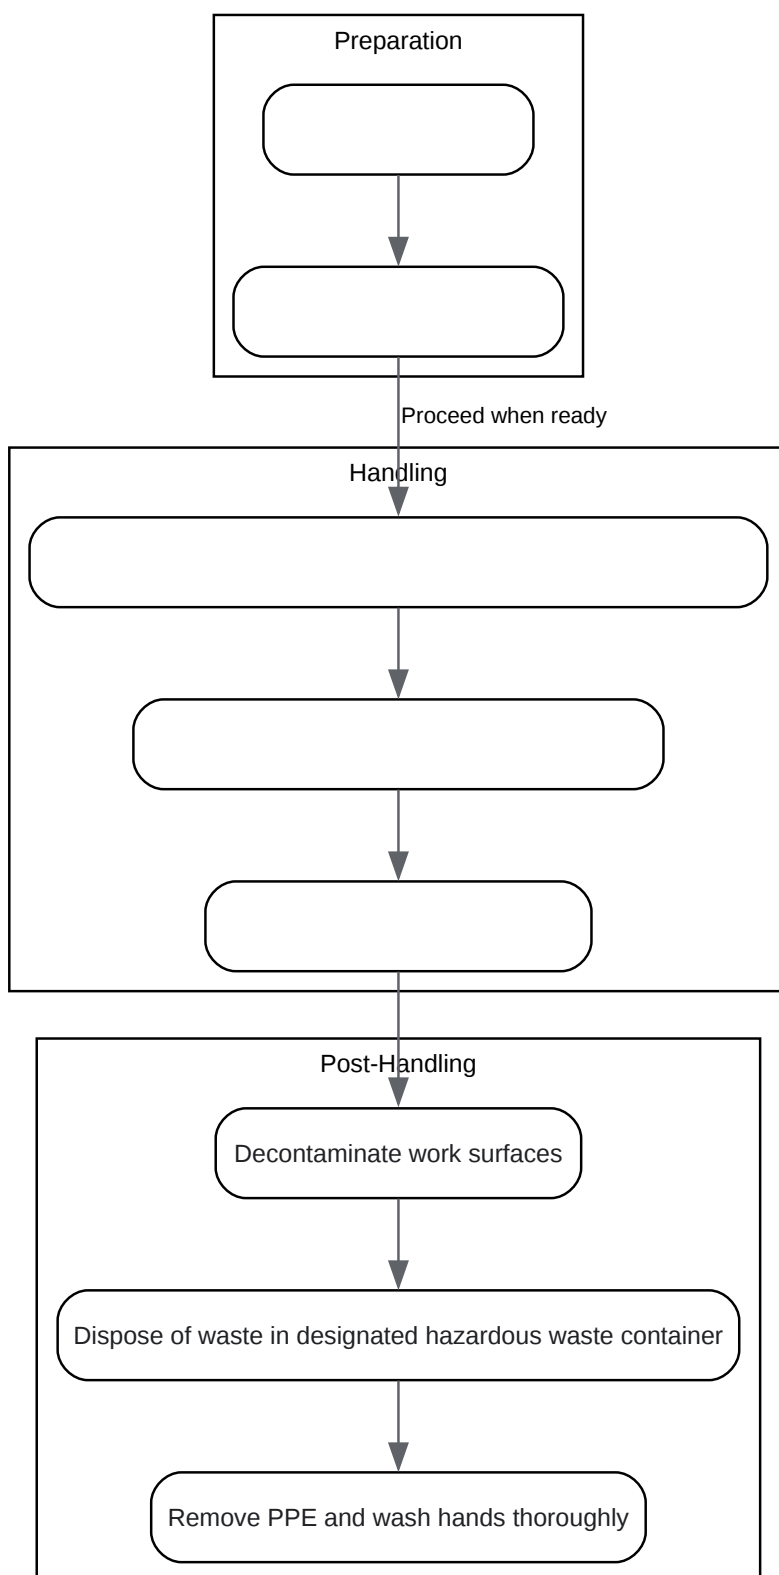 Preparation
Proceed when ready
Handling
Post-Handling
Decontaminate work surfaces
Dispose of waste in designated hazardous waste container
Remove PPE and wash hands thoroughly